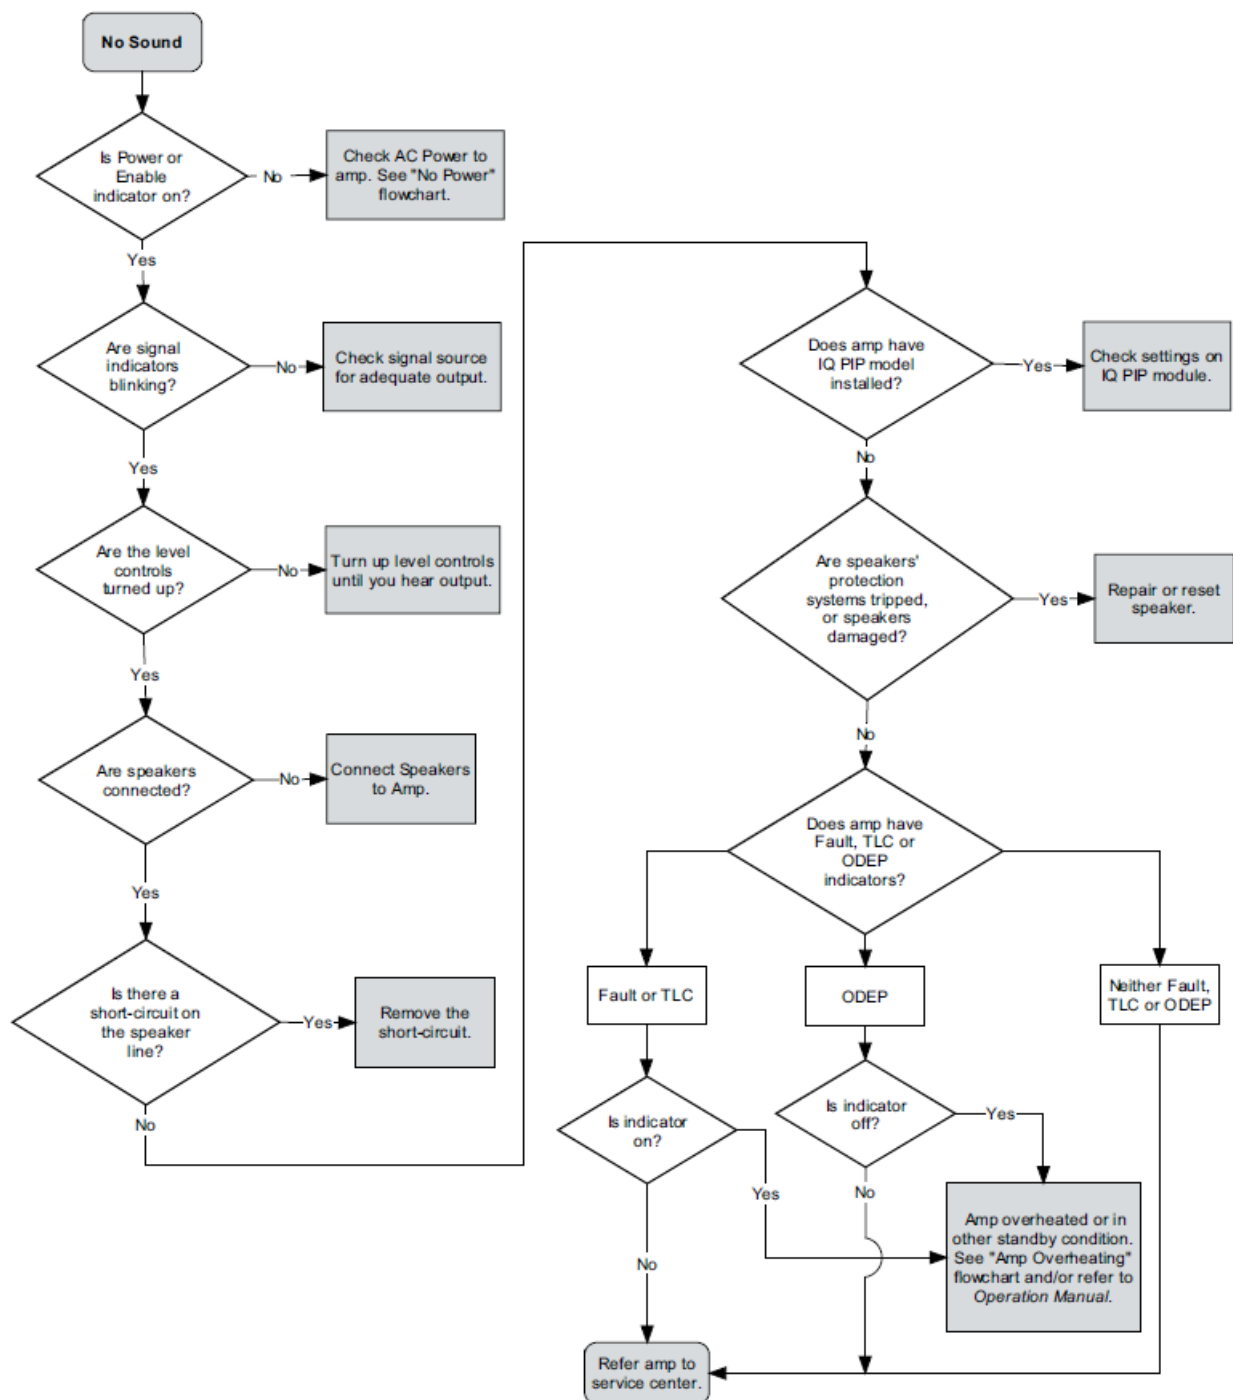 No Sound
Is Power or
Enable
indicator on?
No
Check AC Power to
amp. See "No Power"
flowchart.
Yes
Are signal
indicators
blinking?
No
Check signal source
for adequate output.
Yes
Are the level
controls
turned up?
No
Turn up level controls
until you hear output.
Yes
Are speakers
connected?
No
Connect Speakers
to Amp.
Yes
Is there a
short-circuit on
the speaker
line?
Yes
Remove the
short-circuit.
No
Does amp have
IQ PIP model
installed?
Yes
Check settings on
IQ PIP module.
No
Are speakers'
protection
systems tripped,
or speakers
damaged?
Yes
Repair or reset
speaker.
No
Does amp have
Fault, TLC or
ODEP
indicators?
Fault or TLC
ODEP
Neither Fault,
TLC or ODEP
Is indicator
on?
Is indicator
off?
Yes
Yes
No
No
Amp overheated or in
other standby condition.
See "Amp Overheating"
flowchart and/or refer to
Operation Manual.
Refer amp to
service center.